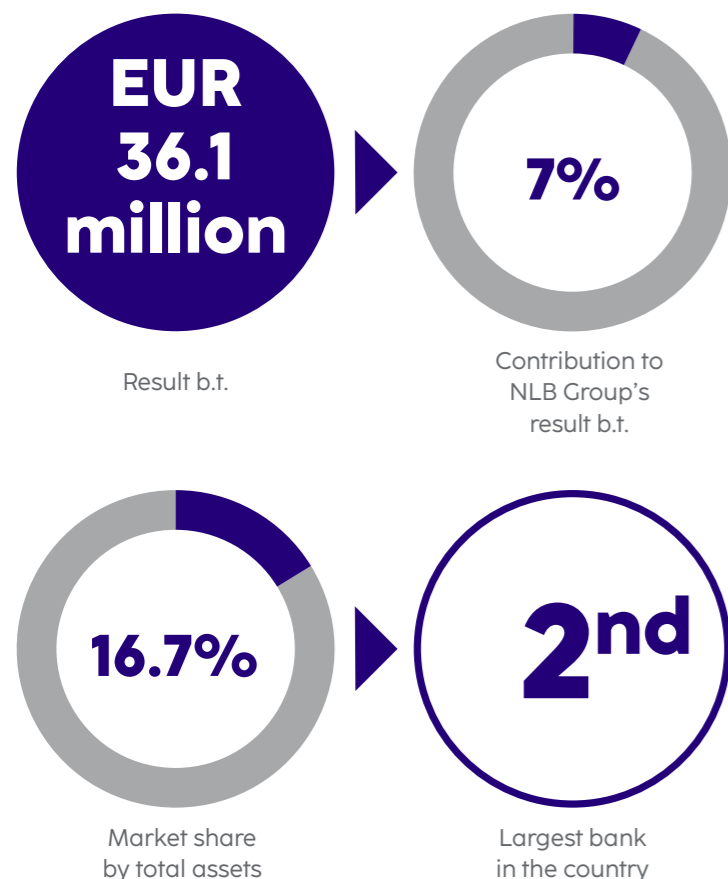 EUR
36.1
million
7%
Result b.t.
Contribution to
NLB Group's
result b.t.
16.7%
2nd
Market share
by total assets
Largest bank
in the country